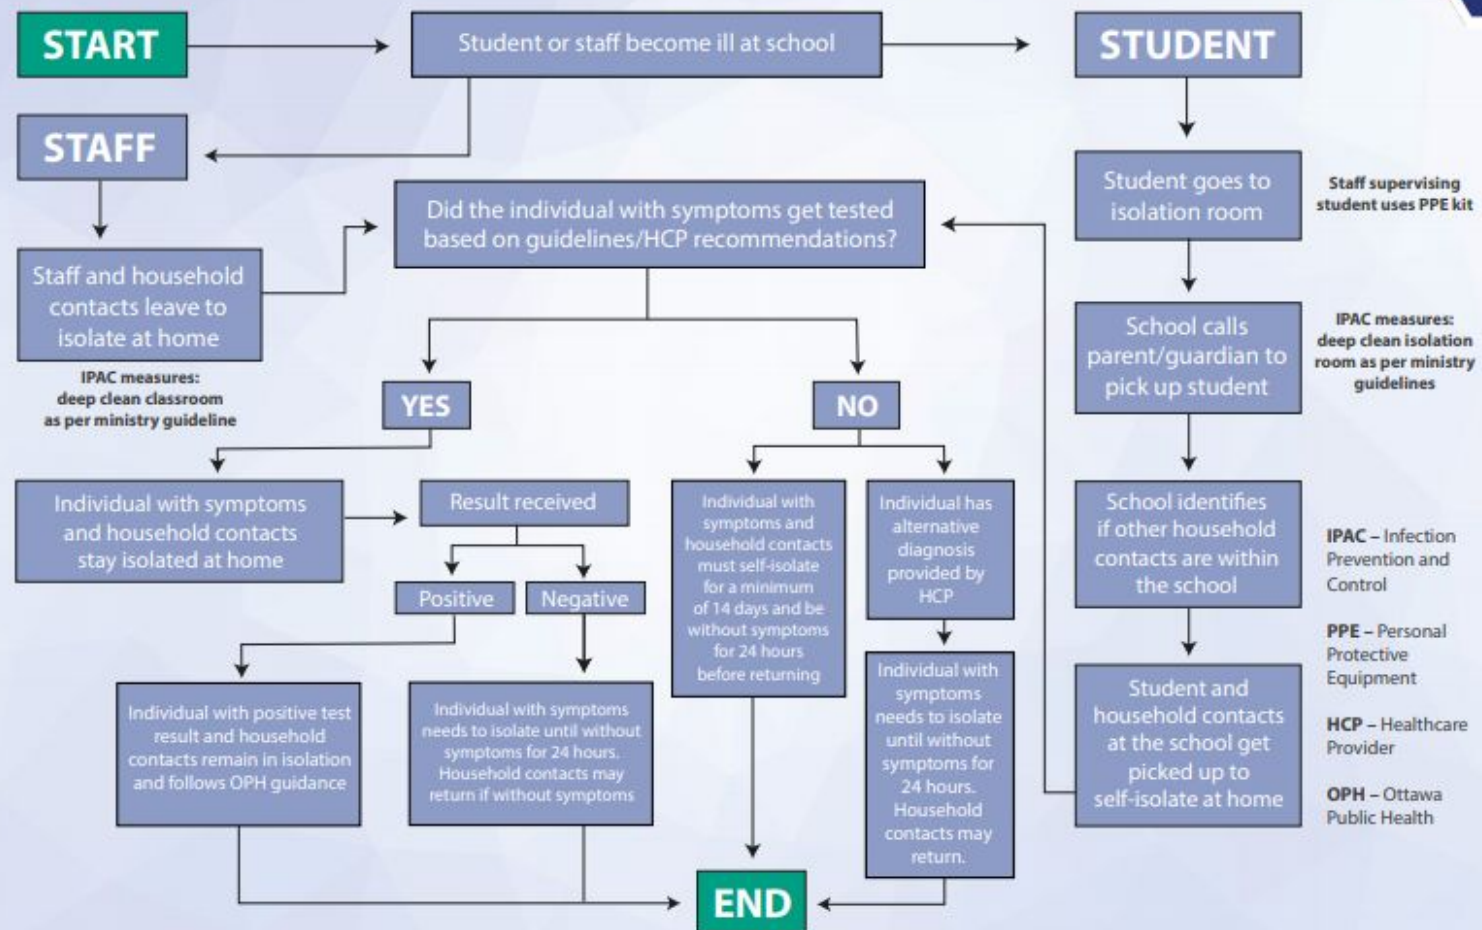 START
Student or staff become ill at school
STUDENT
STAFF
Student goes to
isolation room
Staff supervising
student uses PPE kit
Did the individual with symptoms get tested
based on guidelines/HCP recommendations?
Staff and household
contacts leave to
isolate at home
IPAC measures:
deep clean classroom
as per ministry guideline
School calls
parent/guardian to
pick up student
IPAC measures:
deep clean isolation
room as per ministry
guidelines
YES
NO
Individual with symptoms
and household contacts
stay isolated at home
Result received
Positive
Negative
Individual with
symptoms and
household contacts
must self-isolate
for a minimum
of 14 days and be
without symptoms
for 24 hours
before returning
Individual has
alternative
diagnosis
provided by
HCP
School identifies
if other household
contacts are within
the school
IPAC – Infection
Prevention and
Control
PPE – Personal
Protective
Equipment
HCP – Healthcare
Provider
OPH – Ottawa
Public Health
Individual with positive test
result and household
contacts remain in isolation
and follows OPH guidance
Individual with symptoms
needs to isolate until without
symptoms for 24 hours.
Household contacts may
return if without symptoms
Individual with
symptoms
needs to isolate
until without
symptoms for
24 hours.
Household
contacts may
return.
Student and
household contacts
at the school get
picked up to
self-isolate at home
END